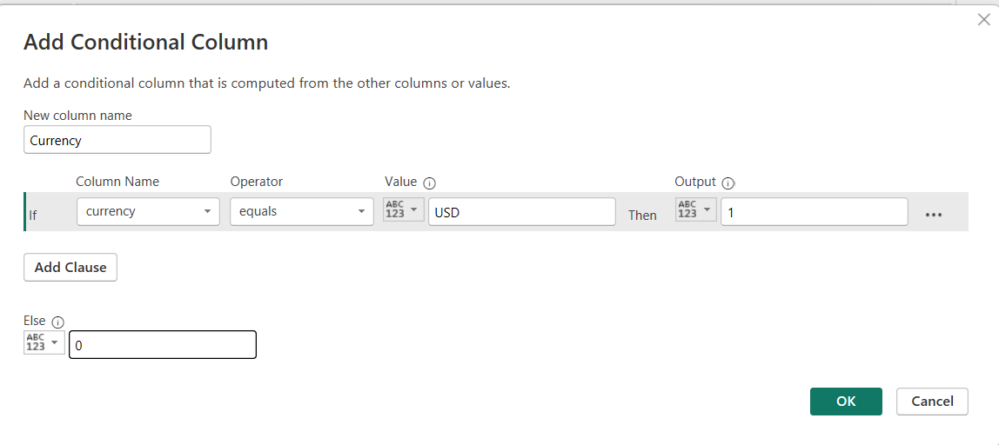 Add Conditional Column
Add a conditional column that is computed from the other columns or values.
New column name
Currency
Column Name Operator Value Output
If currency equals ABC 123 USD Then ABC 123 1 ...
Add Clause
Else
ABC 123 0
OK Cancel